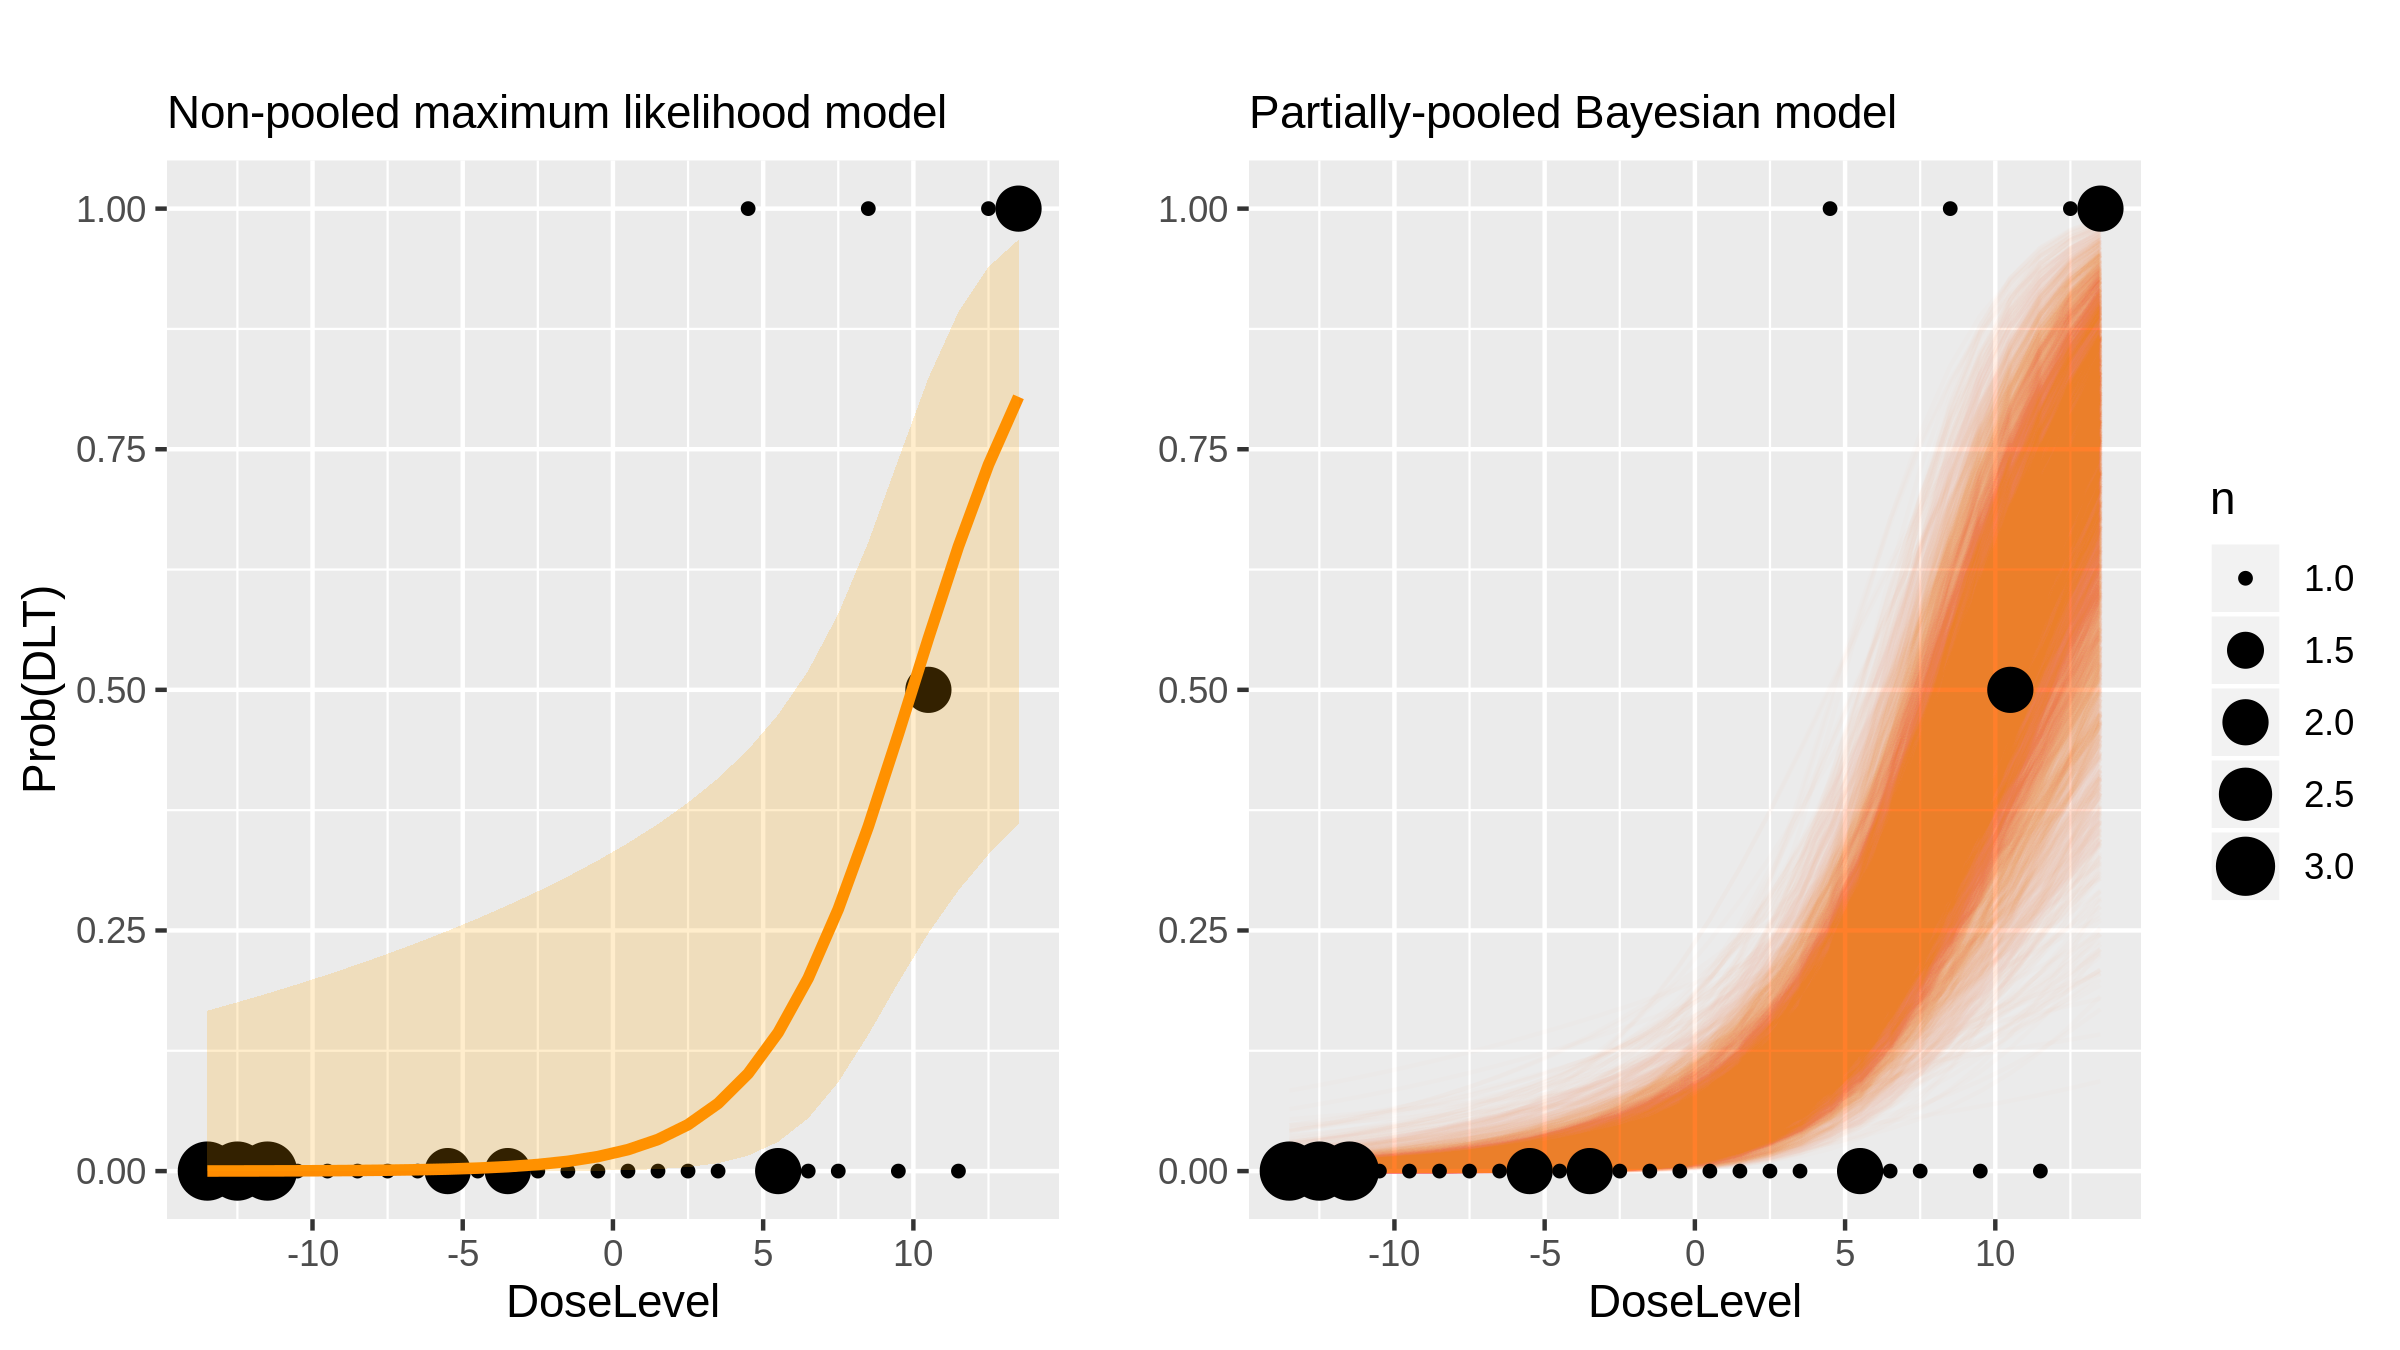 Non-pooled maximum likelihood model
Prob(DLT)
1.00
0.75
0.50
0.25
0.00
-10 -5 0 5 10
DoseLevel
Partially-pooled Bayesian model
1.00
0.75
0.50
0.25
0.00
-10 -5 0 5 10
DoseLevel
n
1.0
1.5
2.0
2.5
3.0